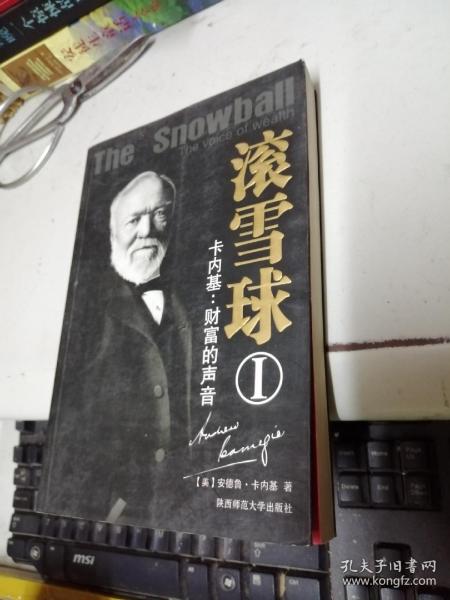 The Snowball
The voice of wealth
滚雪球
I
卡内基：财富的声音
Andrew
Carnegie
【美】安德鲁·卡内基 著
陕西师范大学出版社
msi
孔夫子旧书网
www.kongfz.com